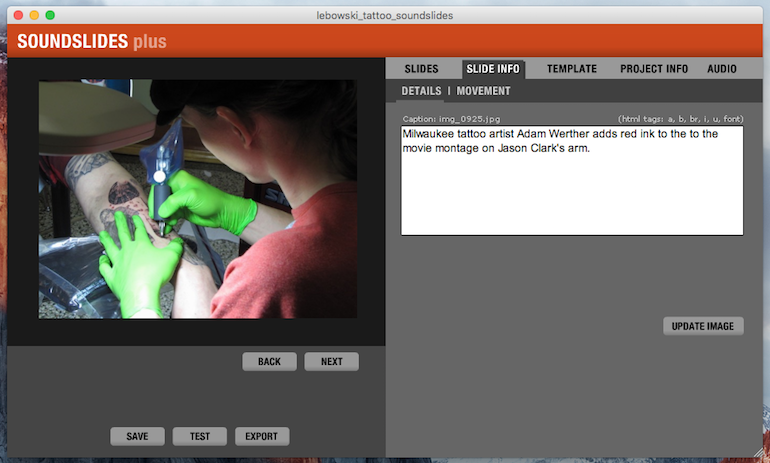 lebowski_tattoo_soundslides
SOUNDSLIDES plus
SLIDES SLIDE INFO TEMPLATE PROJECT INFO AUDIO
DETAILS | MOVEMENT
Caption: img_0925.jpg (html tags: a, b, br, i, u, font)
Milwaukee tattoo artist Adam Werther adds red ink to the to the
movie montage on Jason Clark's arm.
UPDATE IMAGE
BACK NEXT
SAVE TEST EXPORT